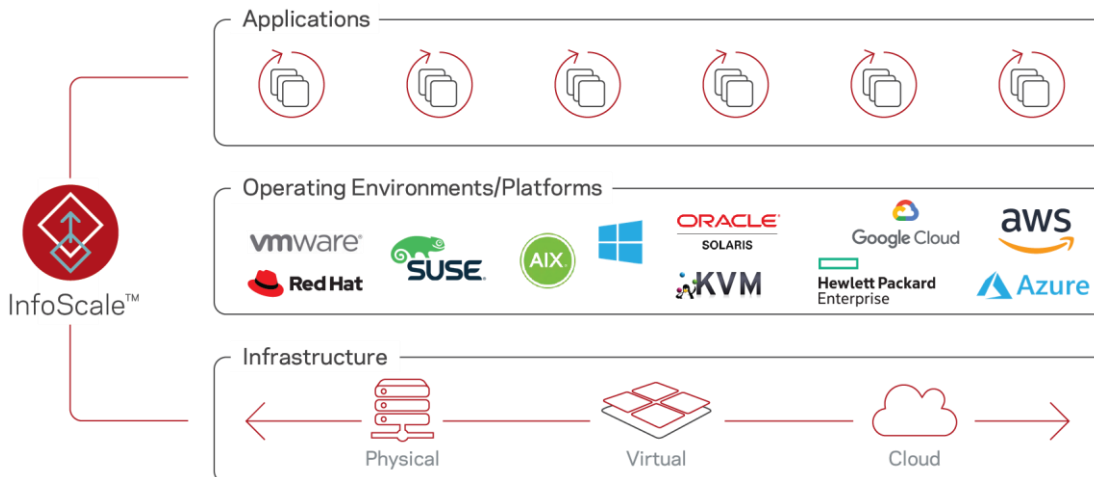 Applications
InfoScale™
Operating Environments/Platforms
vmware®
Red Hat
SUSE®
AIX
ORACLE®
SOLARIS
KVM
Google Cloud
Hewlett Packard
Enterprise
aws
Azure
Infrastructure
Physical
Virtual
Cloud